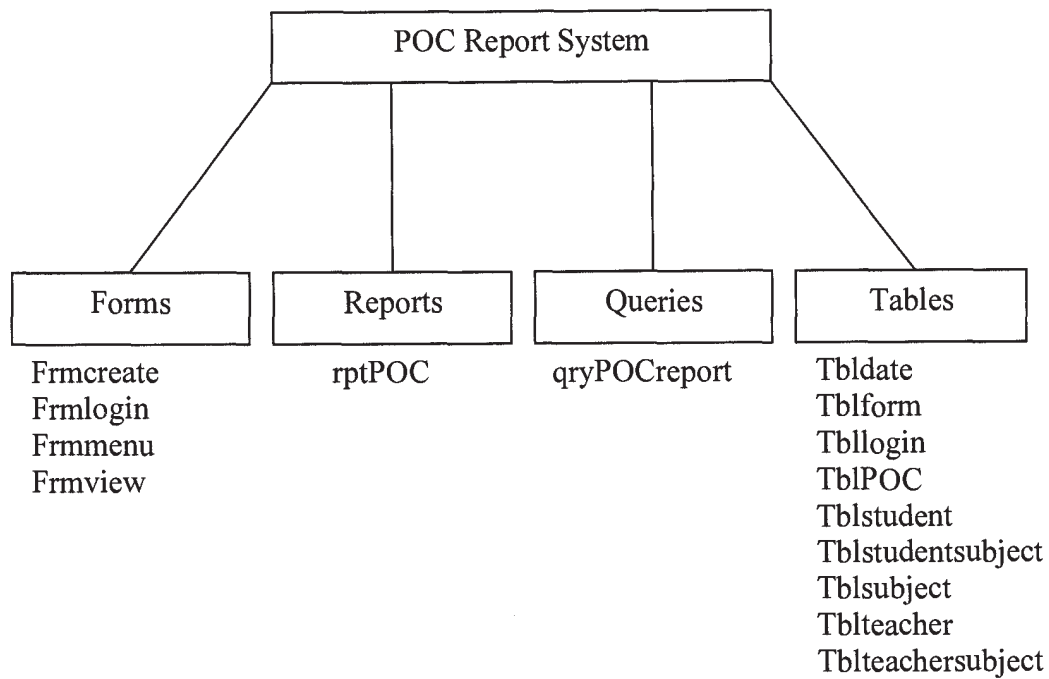 POC Report System
Forms
Frmcreate
Frmlogin
Frmmenu
Frmview
Reports
rptPOC
Queries
qryPOCreport
Tables
Tbldate
Tblform
Tbllogin
TblPOC
Tblstudent
Tblstudentsubject
Tblsubject
Tblteacher
Tblteachersubject